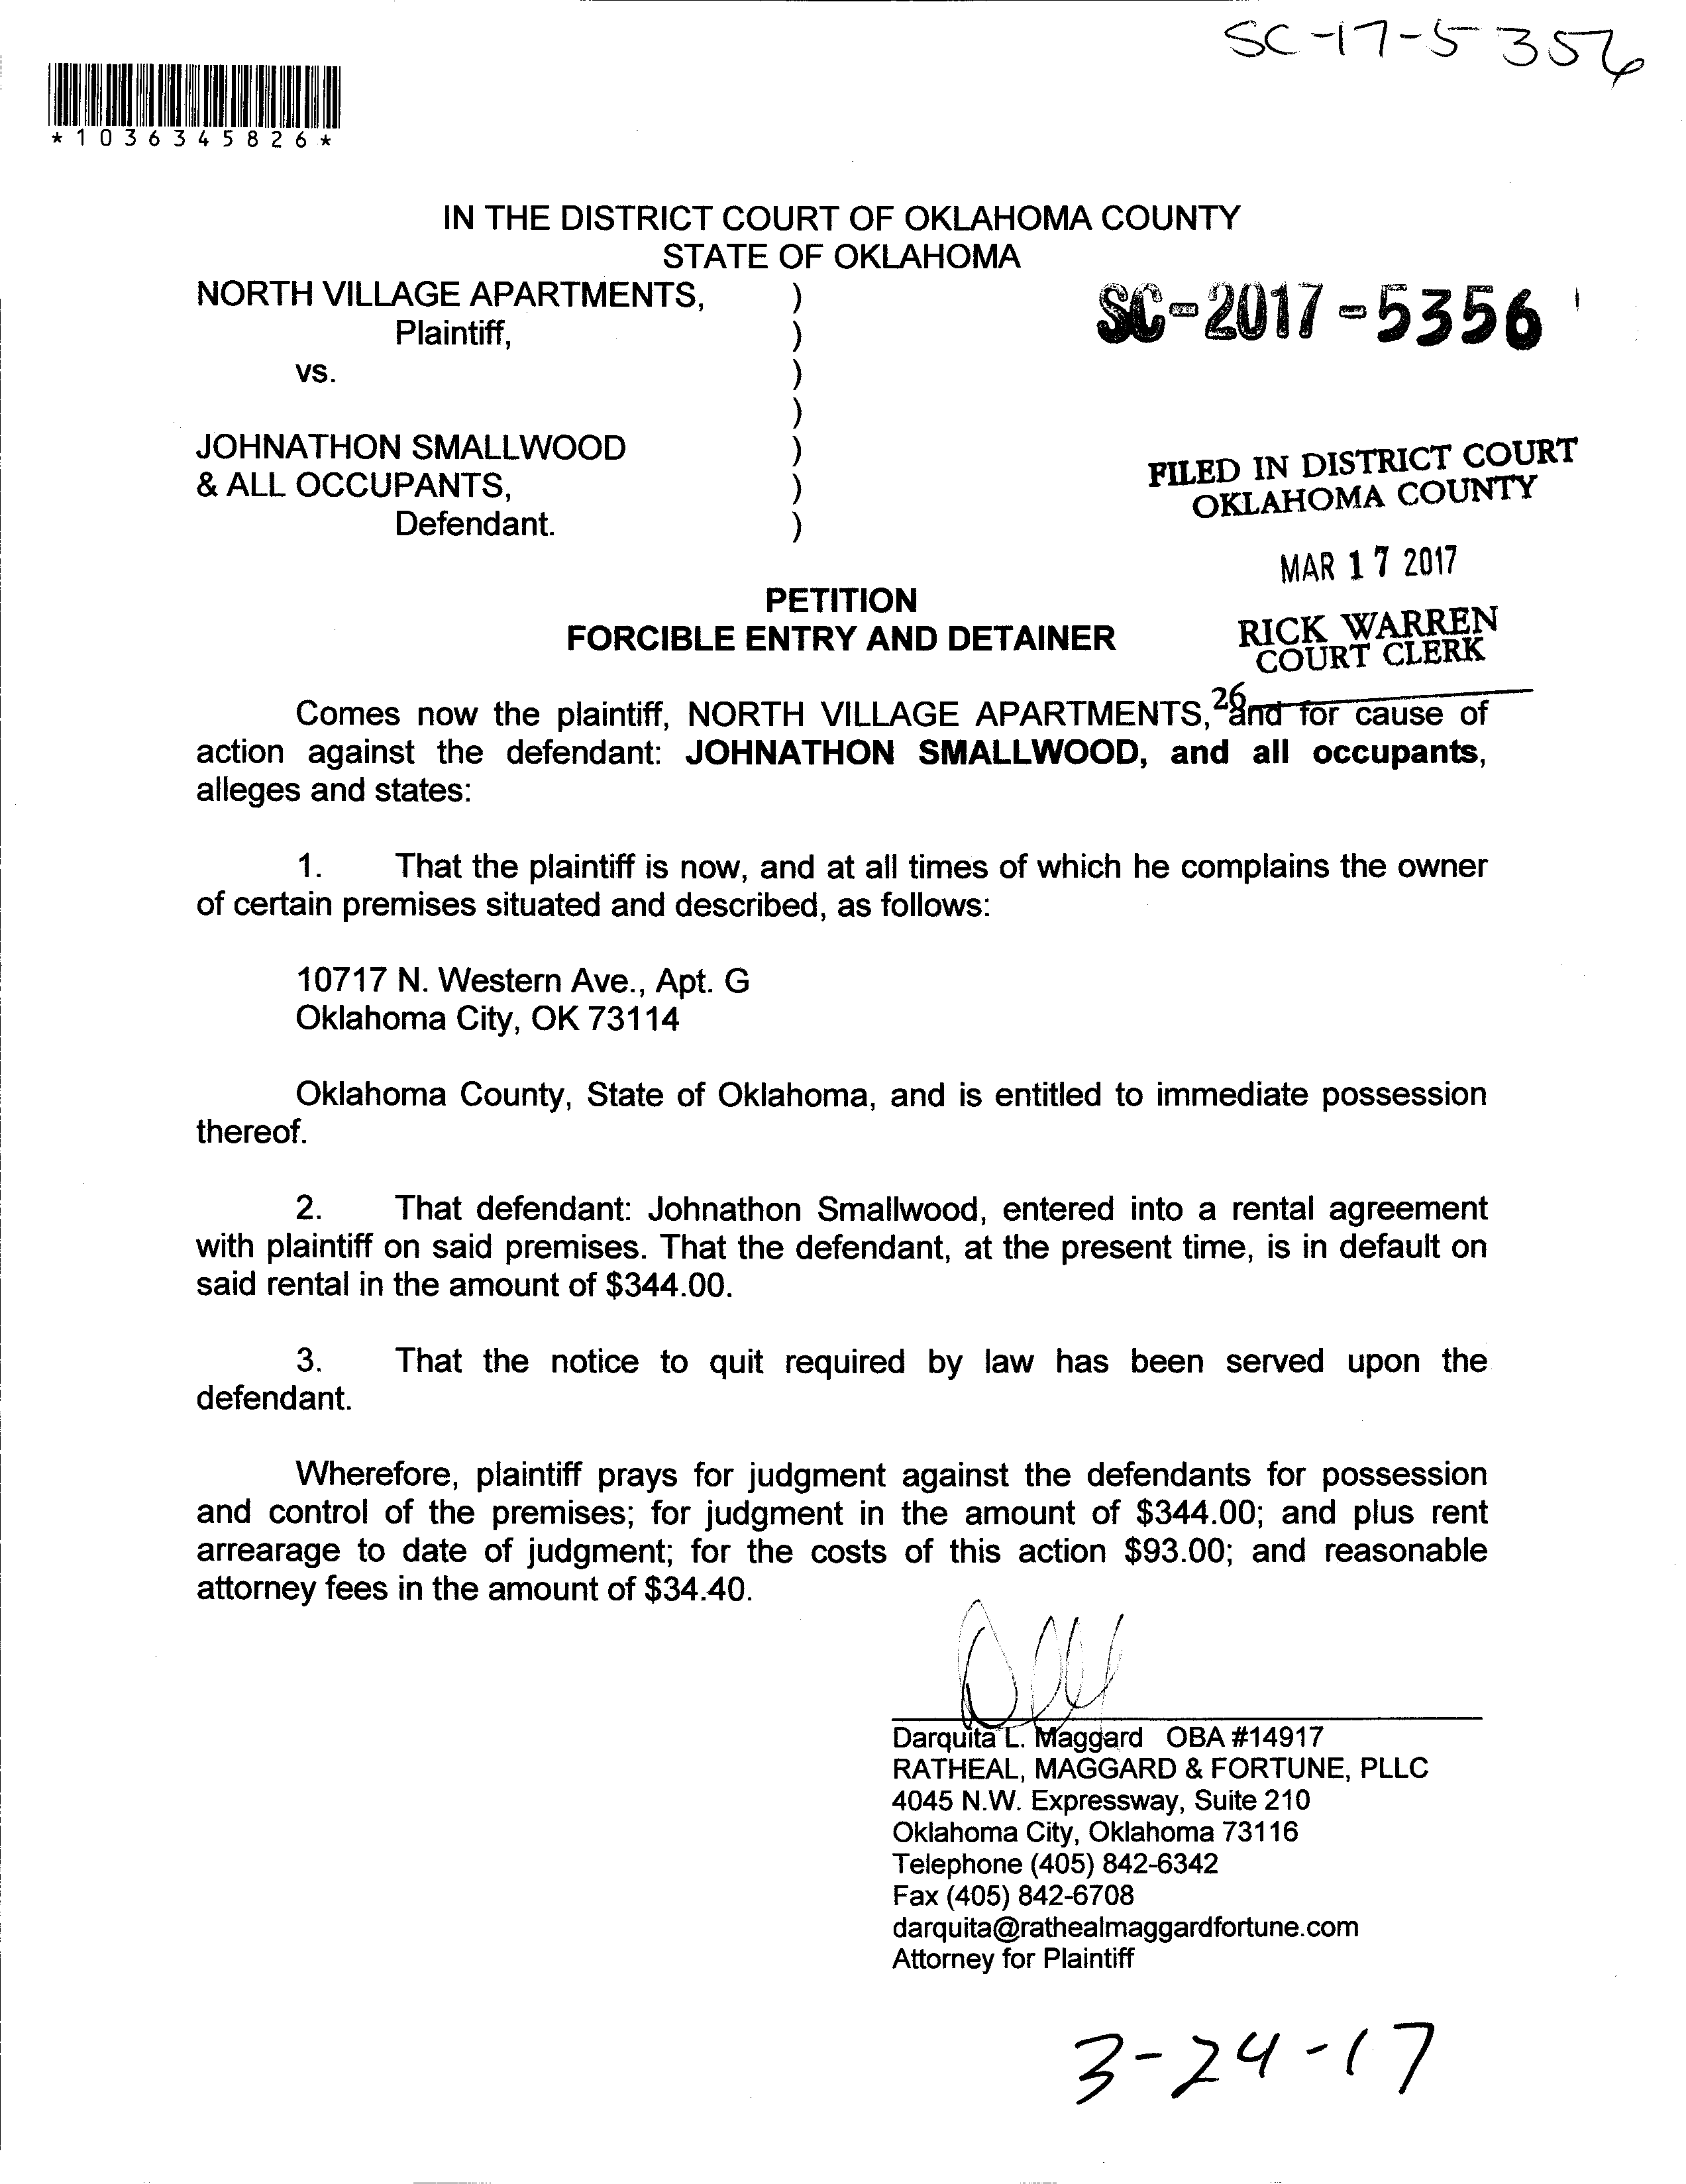 SC-17-5356
*1036345826*
IN THE DISTRICT COURT OF OKLAHOMA COUNTY
STATE OF OKLAHOMA
NORTH VILLAGE APARTMENTS, )
Plaintiff, )
SC-2017-5356
vs. )
)
JOHNATHON SMALLWOOD )
& ALL OCCUPANTS, )
Defendant. )
FILED IN DISTRICT COURT
OKLAHOMA COUNTY
MAR 17 2017
RICK WARREN
COURT CLERK
26
PETITION
FORCIBLE ENTRY AND DETAINER
Comes now the plaintiff, NORTH VILLAGE APARTMENTS, and for cause of
action against the defendant: JOHNATHON SMALLWOOD, and all occupants,
alleges and states:
1. That the plaintiff is now, and at all times of which he complains the owner
of certain premises situated and described, as follows:
10717 N. Western Ave., Apt. G
Oklahoma City, OK 73114
Oklahoma County, State of Oklahoma, and is entitled to immediate possession
thereof.
2. That defendant: Johnathon Smallwood, entered into a rental agreement
with plaintiff on said premises. That the defendant, at the present time, is in default on
said rental in the amount of $344.00.
3. That the notice to quit required by law has been served upon the
defendant.
Wherefore, plaintiff prays for judgment against the defendants for possession
and control of the premises; for judgment in the amount of $344.00; and plus rent
arrearage to date of judgment; for the costs of this action $93.00; and reasonable
attorney fees in the amount of $34.40.
Darquita L. Maggard OBA #14917
RATHEAL, MAGGARD & FORTUNE, PLLC
4045 N.W. Expressway, Suite 210
Oklahoma City, Oklahoma 73116
Telephone (405) 842-6342
Fax (405) 842-6708
darquita@rathealmaggardfortune.com
Attorney for Plaintiff
3-24-17